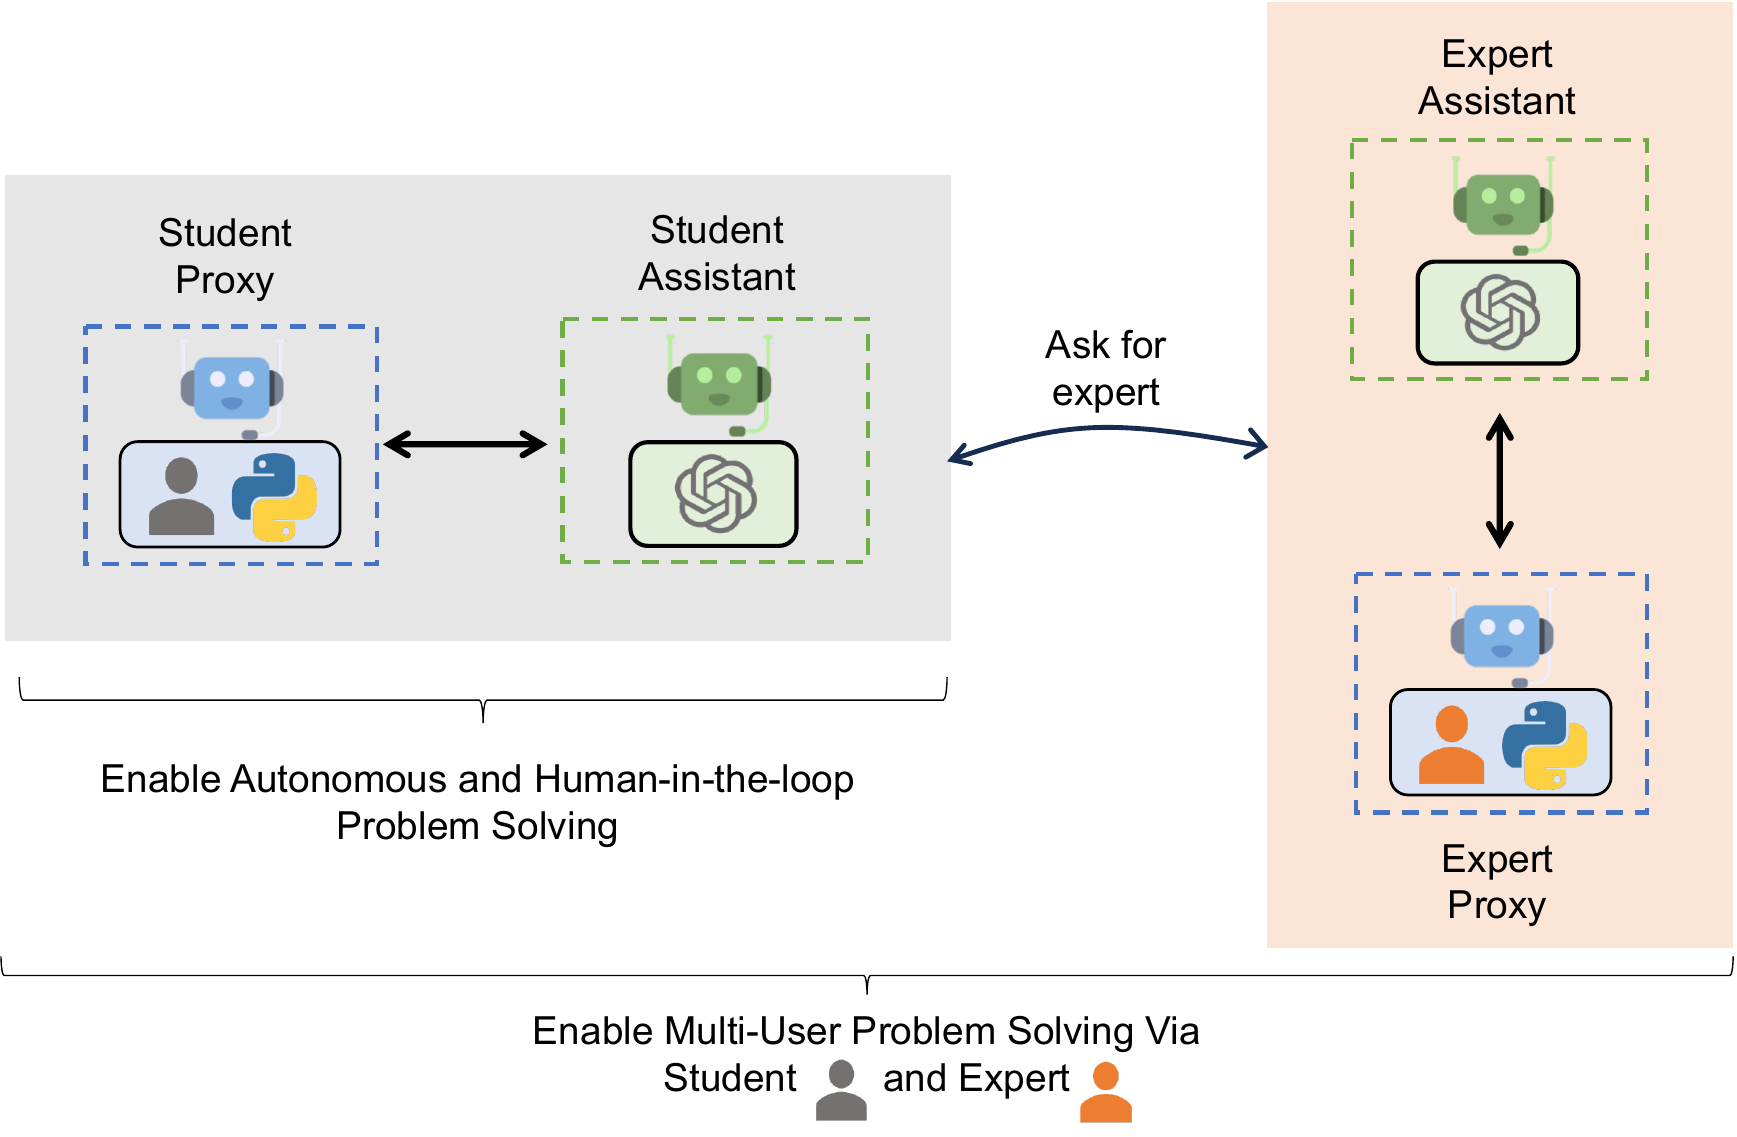 Student
Proxy
Student
Assistant
Ask for
expert
Expert
Assistant
Expert
Proxy
Enable Autonomous and Human-in-the-loop
Problem Solving
Enable Multi-User Problem Solving Via
Student and Expert